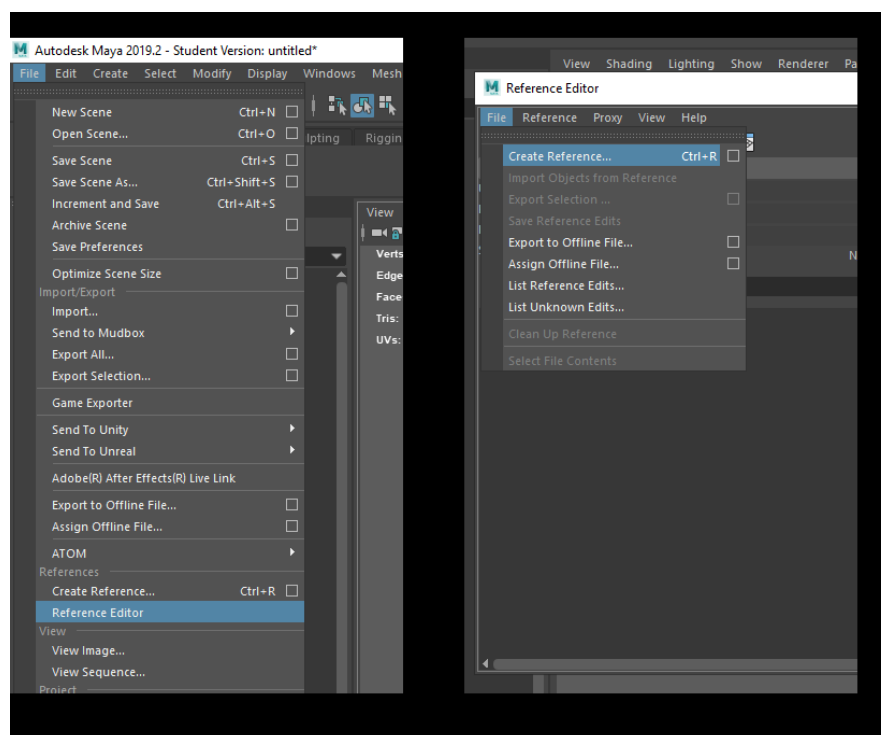 Autodesk Maya 2019.2 - Student Version: untitled*
File Edit Create Select Modify Display Windows Mesh
New Scene Ctrl+N
Open Scene... Ctrl+O
Save Scene Ctrl+S
Save Scene As... Ctrl+Shift+S
Increment and Save Ctrl+Alt+S
Archive Scene
Save Preferences
Optimize Scene Size
Import/Export
Import...
Send to Mudbox
Export All...
Export Selection...
Game Exporter
Send To Unity
Send To Unreal
Adobe(R) After Effects(R) Live Link
Export to Offline File...
Assign Offline File...
ATOM
References
Create Reference... Ctrl+R
Reference Editor
View
View Image...
View Sequence...
Project
lpting Riggin
View
Verts
Edge
Face
Tris:
UVs:
View Shading Lighting Show Renderer Pa
Reference Editor
File Reference Proxy View Help
Create Reference... Ctrl+R
Import Objects from Reference
Export Selection ...
Save Reference Edits
Export to Offline File...
Assign Offline File...
List Reference Edits...
List Unknown Edits...
Clean Up Reference
Select File Contents
N